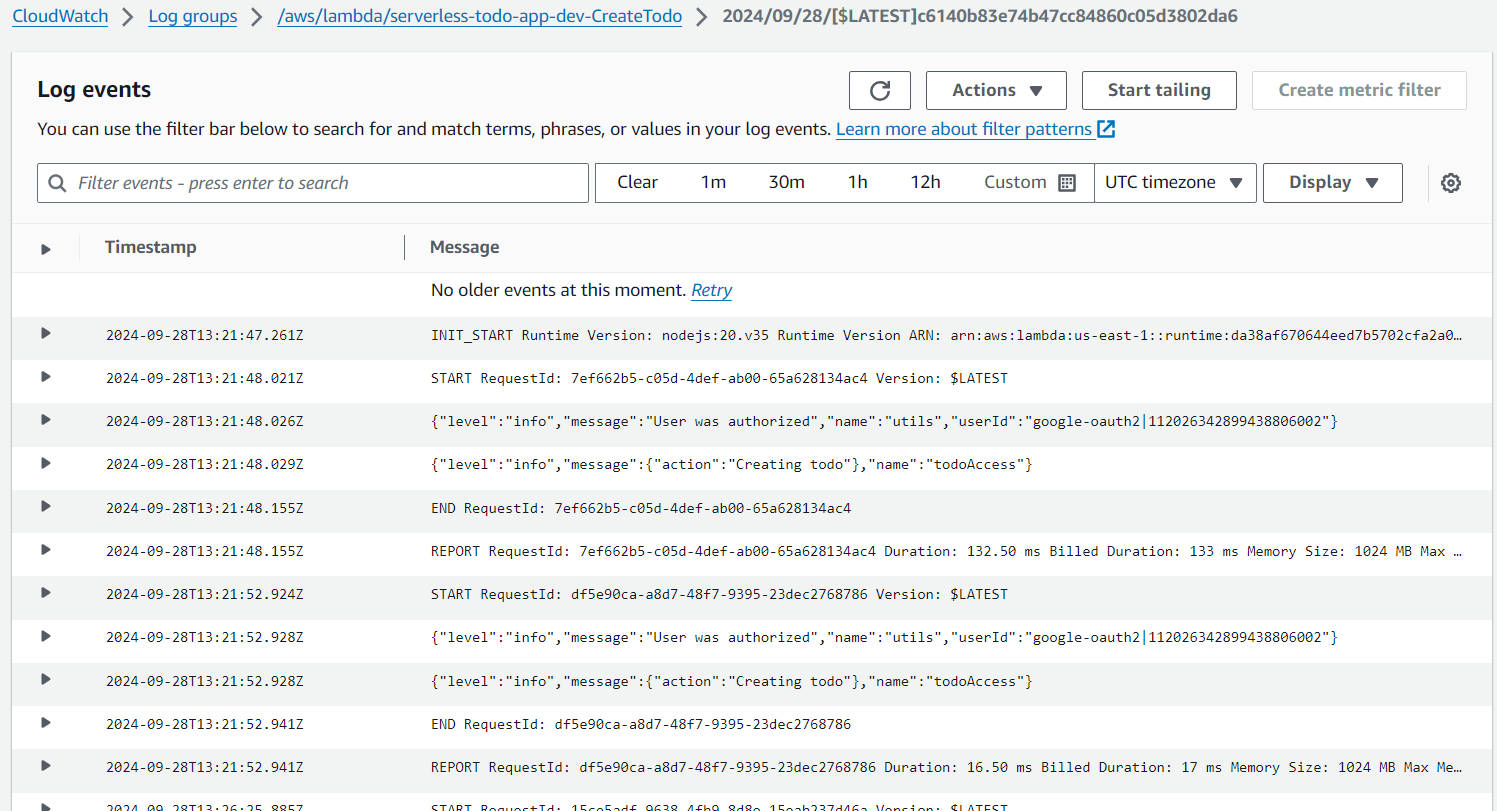 CloudWatch > Log groups > /aws/lambda/serverless-todo-app-dev-CreateTodo > 2024/09/28/[$LATEST]c6140b83e74b47cc84860c05d3802da6
Log events
Actions
Start tailing
Create metric filter
You can use the filter bar below to search for and match terms, phrases, or values in your log events. Learn more about filter patterns
Filter events - press enter to search
Clear 1m 30m 1h 12h Custom UTC timezone Display
Timestamp Message
No older events at this moment. Retry
2024-09-28T13:21:47.261Z INIT_START Runtime Version: nodejs:20.v35 Runtime Version ARN: arn:aws:lambda:us-east-1::runtime:da38af670644eed7b5702cfa2a0…
2024-09-28T13:21:48.021Z START RequestId: 7ef662b5-c05d-4def-ab00-65a628134ac4 Version: $LATEST
2024-09-28T13:21:48.026Z {"level":"info","message":"User was authorized","name":"utils","userId":"google-oauth2|112026342899438806002"}
2024-09-28T13:21:48.029Z {"level":"info","message":{"action":"Creating todo"},"name":"todoAccess"}
2024-09-28T13:21:48.155Z END RequestId: 7ef662b5-c05d-4def-ab00-65a628134ac4
2024-09-28T13:21:48.155Z REPORT RequestId: 7ef662b5-c05d-4def-ab00-65a628134ac4 Duration: 132.50 ms Billed Duration: 133 ms Memory Size: 1024 MB Max …
2024-09-28T13:21:52.924Z START RequestId: df5e90ca-a8d7-48f7-9395-23dec2768786 Version: $LATEST
2024-09-28T13:21:52.928Z {"level":"info","message":"User was authorized","name":"utils","userId":"google-oauth2|112026342899438806002"}
2024-09-28T13:21:52.928Z {"level":"info","message":{"action":"Creating todo"},"name":"todoAccess"}
2024-09-28T13:21:52.941Z END RequestId: df5e90ca-a8d7-48f7-9395-23dec2768786
2024-09-28T13:21:52.941Z REPORT RequestId: df5e90ca-a8d7-48f7-9395-23dec2768786 Duration: 16.50 ms Billed Duration: 17 ms Memory Size: 1024 MB Max Me…
2024-09-28T13:26:25.885Z START RequestId: Version: $LATEST